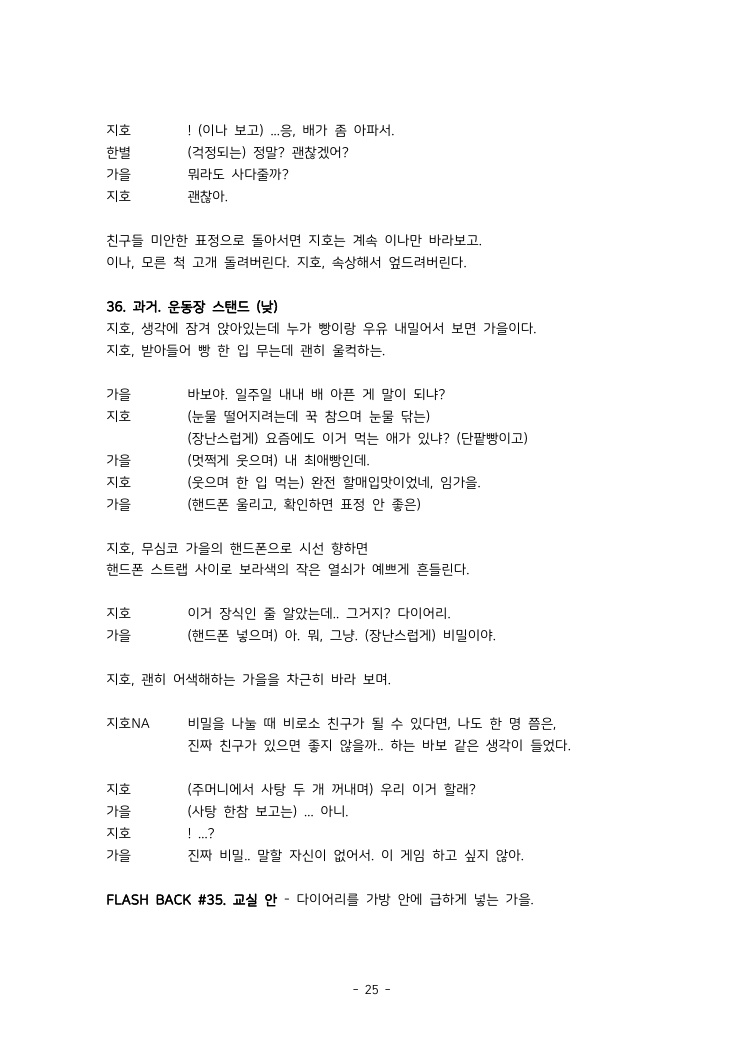 지호 ! (이나 보고) ...응, 배가 좀 아파서.
한별 (걱정되는) 정말? 괜찮겠어?
가을 뭐라도 사다줄까?
지호 괜찮아.
친구들 미안한 표정으로 돌아서면 지호는 계속 이나만 바라보고.
이나, 모른 척 고개 돌려버린다. 지호, 속상해서 엎드려버린다.
36. 과거. 운동장 스탠드 (낮)
지호, 생각에 잠겨 앉아있는데 누가 빵이랑 우유 내밀어서 보면 가을이다.
지호, 받아들어 빵 한 입 무는데 괜히 울컥하는.
가을 바보야. 일주일 내내 배 아픈 게 말이 되냐?
지호 (눈물 떨어지려는데 꾹 참으며 눈물 닦는)
(장난스럽게) 요즘에도 이거 먹는 애가 있냐? (단팥빵이고)
가을 (멋쩍게 웃으며) 내 최애빵인데.
지호 (웃으며 한 입 먹는) 완전 할매입맛이었네, 임가을.
가을 (핸드폰 울리고, 확인하면 표정 안 좋은)
지호, 무심코 가을의 핸드폰으로 시선 향하면
핸드폰 스트랩 사이로 보라색의 작은 열쇠가 예쁘게 흔들린다.
지호 이거 장식인 줄 알았는데.. 그거지? 다이어리.
가을 (핸드폰 넣으며) 아. 뭐, 그냥. (장난스럽게) 비밀이야.
지호, 괜히 어색해하는 가을을 차근히 바라 보며.
지호NA 비밀을 나눌 때 비로소 친구가 될 수 있다면, 나도 한 명 쯤은,
진짜 친구가 있으면 좋지 않을까.. 하는 바보 같은 생각이 들었다.
지호 (주머니에서 사탕 두 개 꺼내며) 우리 이거 할래?
가을 (사탕 한참 보고는) ... 아니.
지호 ! ...?
가을 진짜 비밀.. 말할 자신이 없어서. 이 게임 하고 싶지 않아.
FLASH BACK #35. 교실 안 - 다이어리를 가방 안에 급하게 넣는 가을.
- 25 -